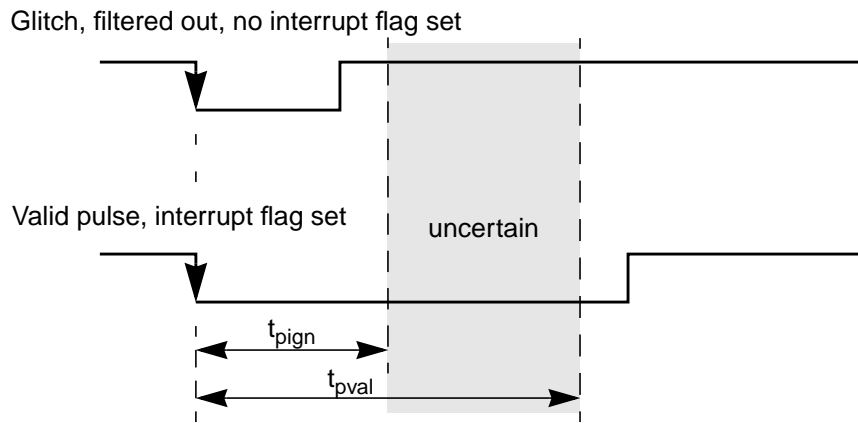 Glitch, filtered out, no interrupt flag set
Valid pulse, interrupt flag set
uncertain
tpign
tpval